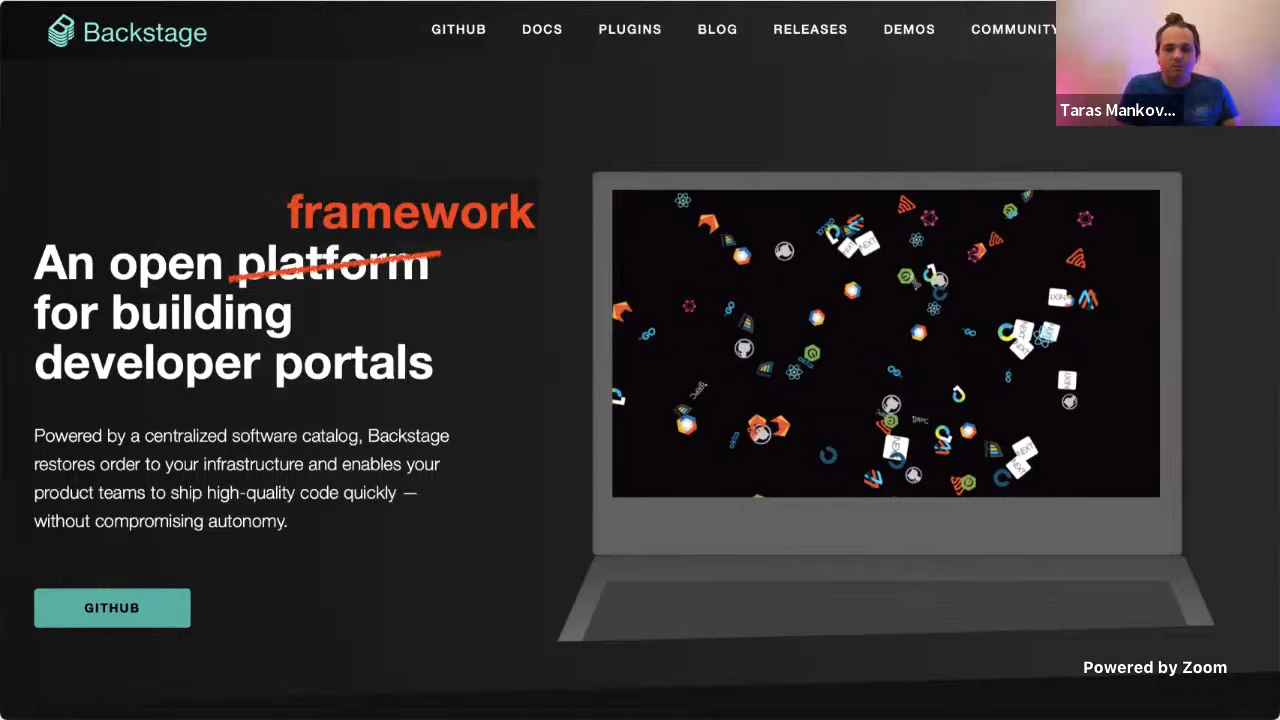 Backstage
GITHUB DOCS PLUGINS BLOG RELEASES DEMOS COMMUNITY
Taras Mankov...
framework
An open platform
for building
developer portals
Powered by a centralized software catalog, Backstage
restores order to your infrastructure and enables your
product teams to ship high-quality code quickly —
without compromising autonomy.
GITHUB
Powered by Zoom